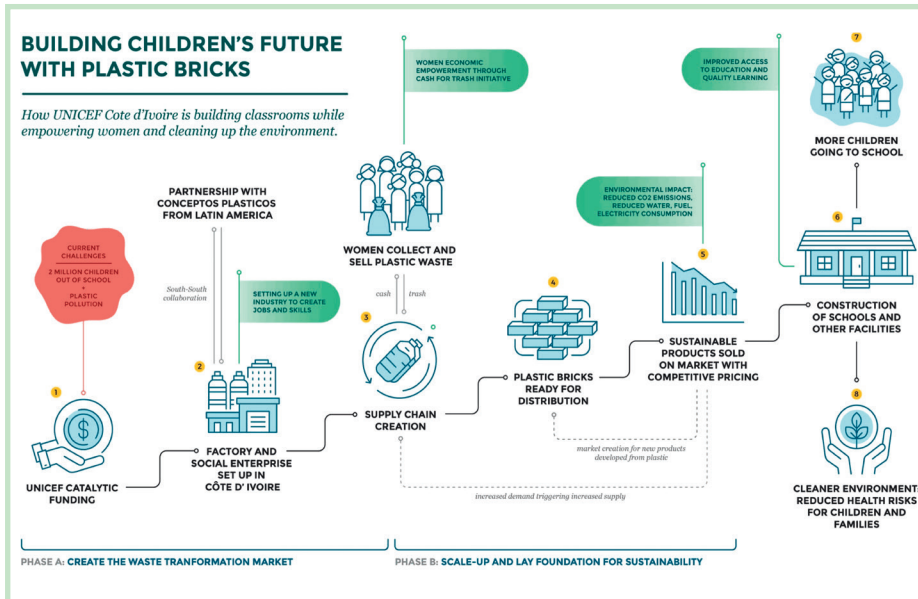 BUILDING CHILDREN'S FUTURE
WITH PLASTIC BRICKS
How UNICEF Cote d'Ivoire is building classrooms while
empowering women and cleaning up the environment.
CURRENT
CHALLENGES
2 MILLION CHILDREN
OUT OF SCHOOL
+
PLASTIC
POLLUTION
1
UNICEF CATALYTIC
FUNDING
PARTNERSHIP WITH
CONCEPTOS PLASTICOS
FROM LATIN AMERICA
South-South
collaboration
SETTING UP A NEW
INDUSTRY TO CREATE
JOBS AND SKILLS
2
FACTORY AND
SOCIAL ENTERPRISE
SET UP IN
CÔTE D' IVOIRE
WOMEN ECONOMIC
EMPOWERMENT THROUGH
CASH FOR TRASH INITIATIVE
WOMEN COLLECT AND
SELL PLASTIC WASTE
cash
trash
3
SUPPLY CHAIN
CREATION
4
PLASTIC BRICKS
READY FOR
DISTRIBUTION
ENVIRONMENTAL IMPACT:
REDUCED CO2 EMISSIONS,
REDUCED WATER, FUEL,
ELECTRICITY CONSUMPTION
5
SUSTAINABLE
PRODUCTS SOLD
ON MARKET WITH
COMPETITIVE PRICING
market creation for new products
developed from plastic
increased demand triggering increased supply
IMPROVED ACCESS
TO EDUCATION AND
QUALITY LEARNING
6
CONSTRUCTION
OF SCHOOLS AND
OTHER FACILITIES
7
MORE CHILDREN
GOING TO SCHOOL
8
CLEANER ENVIRONMENT:
REDUCED HEALTH RISKS
FOR CHILDREN AND
FAMILIES
PHASE A: CREATE THE WASTE TRANFORMATION MARKET
PHASE B: SCALE-UP AND LAY FOUNDATION FOR SUSTAINABILITY